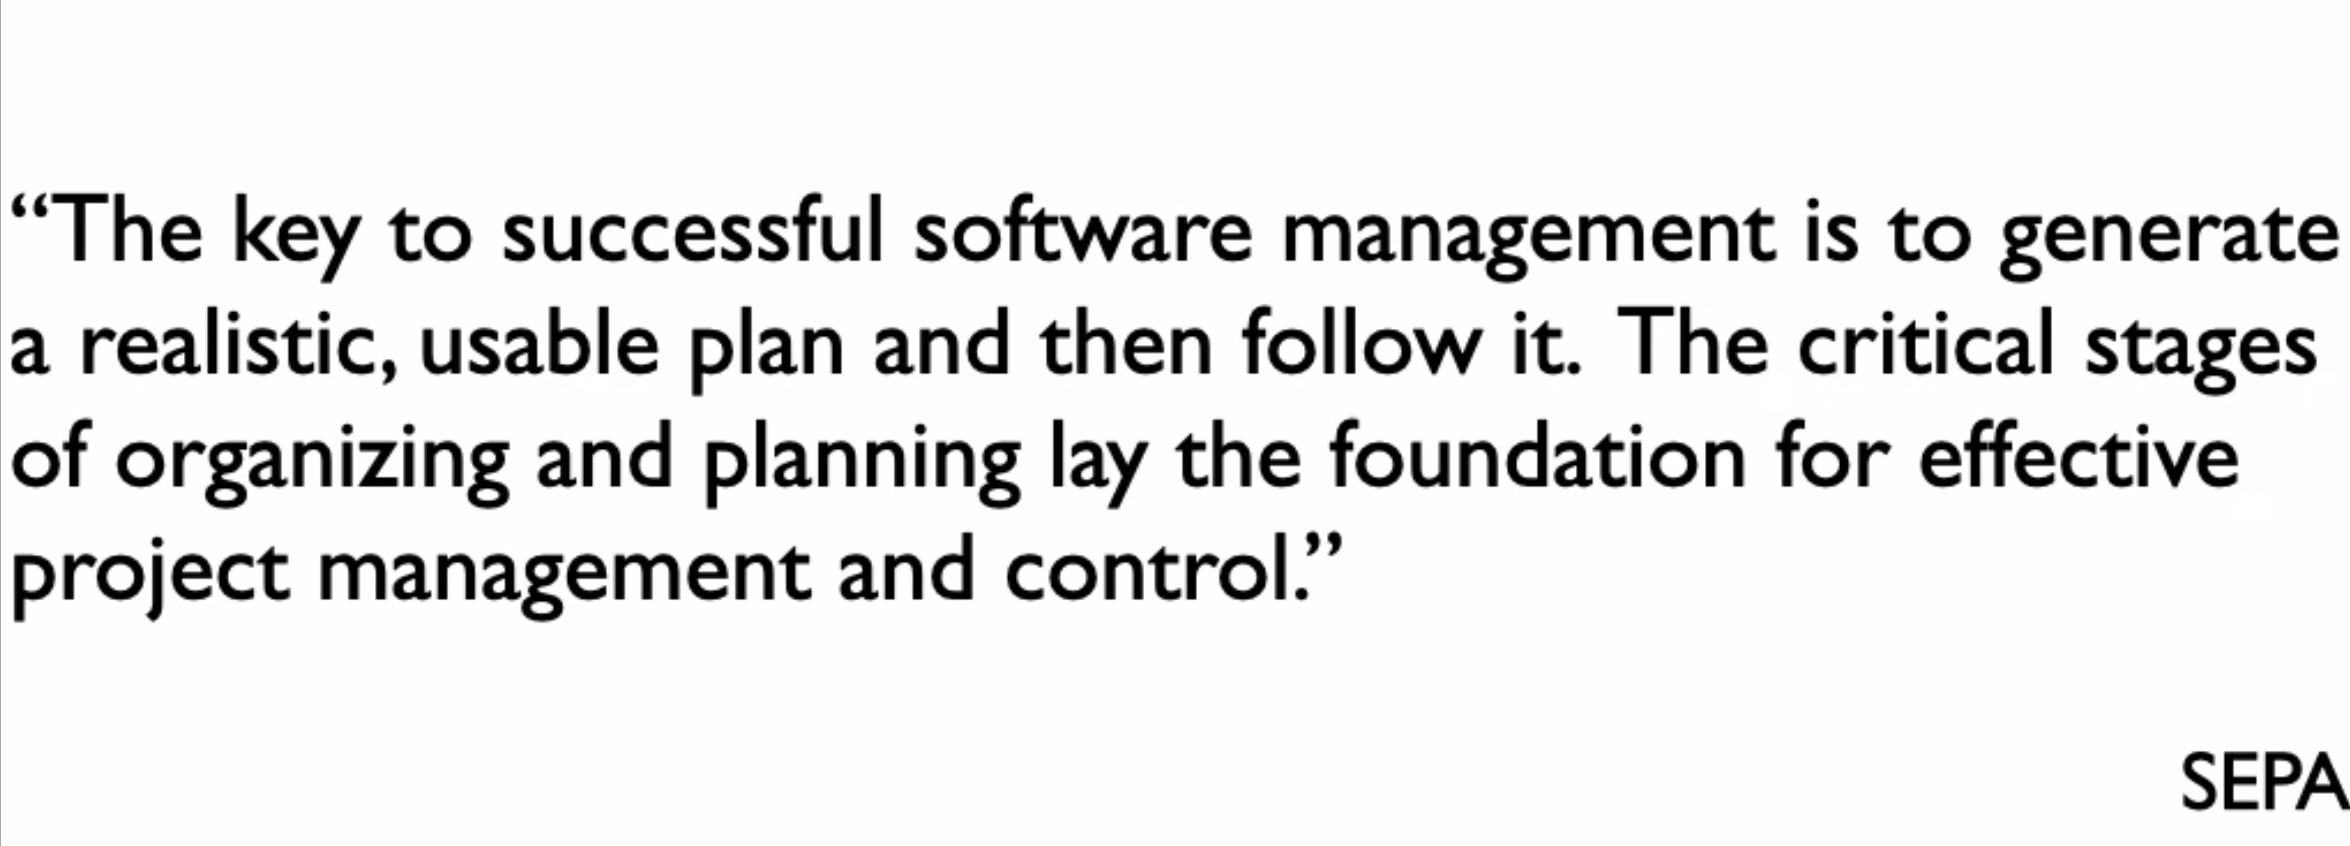 “The key to successful software management is to generate
a realistic, usable plan and then follow it. The critical stages
of organizing and planning lay the foundation for effective
project management and control.”
SEPA